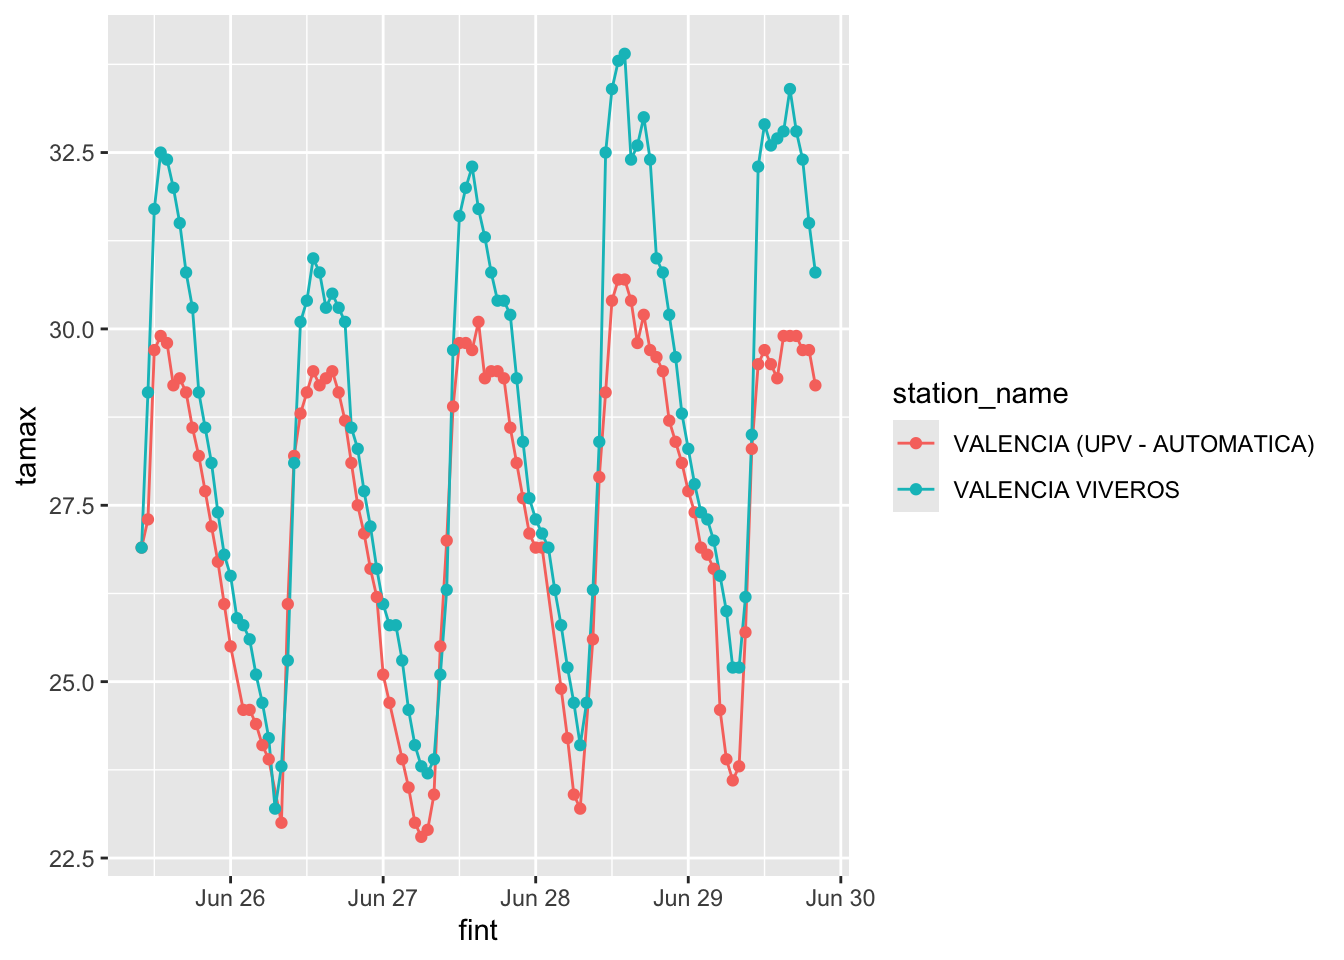 32.5
30.0
27.5
25.0
22.5
tamax
Jun 26
Jun 27
Jun 28
Jun 29
Jun 30
fint
station_name
VALENCIA (UPV - AUTOMATICA)
VALENCIA VIVEROS